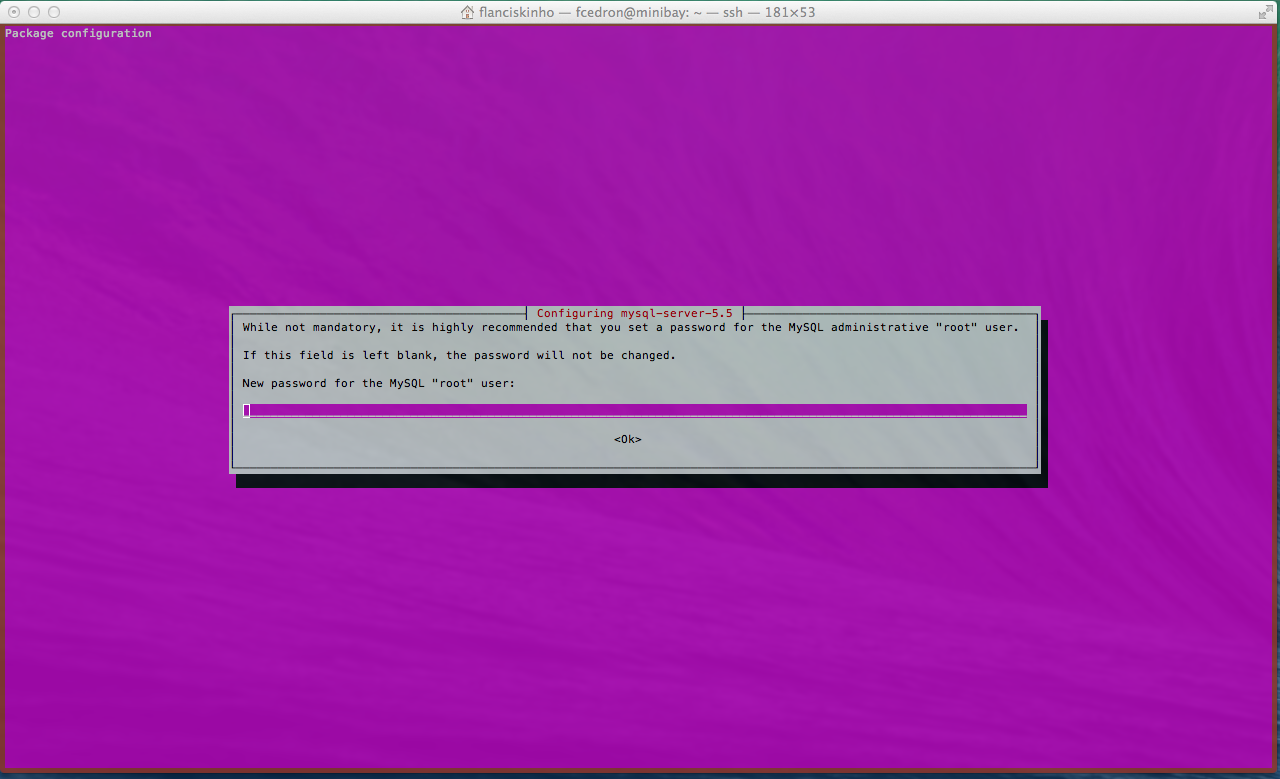 flanciskinho — fcedron@minibay: ~ — ssh — 181×53
Package configuration
Configuring mysql-server-5.5
While not mandatory, it is highly recommended that you set a password for the MySQL administrative "root" user.
If this field is left blank, the password will not be changed.
New password for the MySQL "root" user:
<Ok>